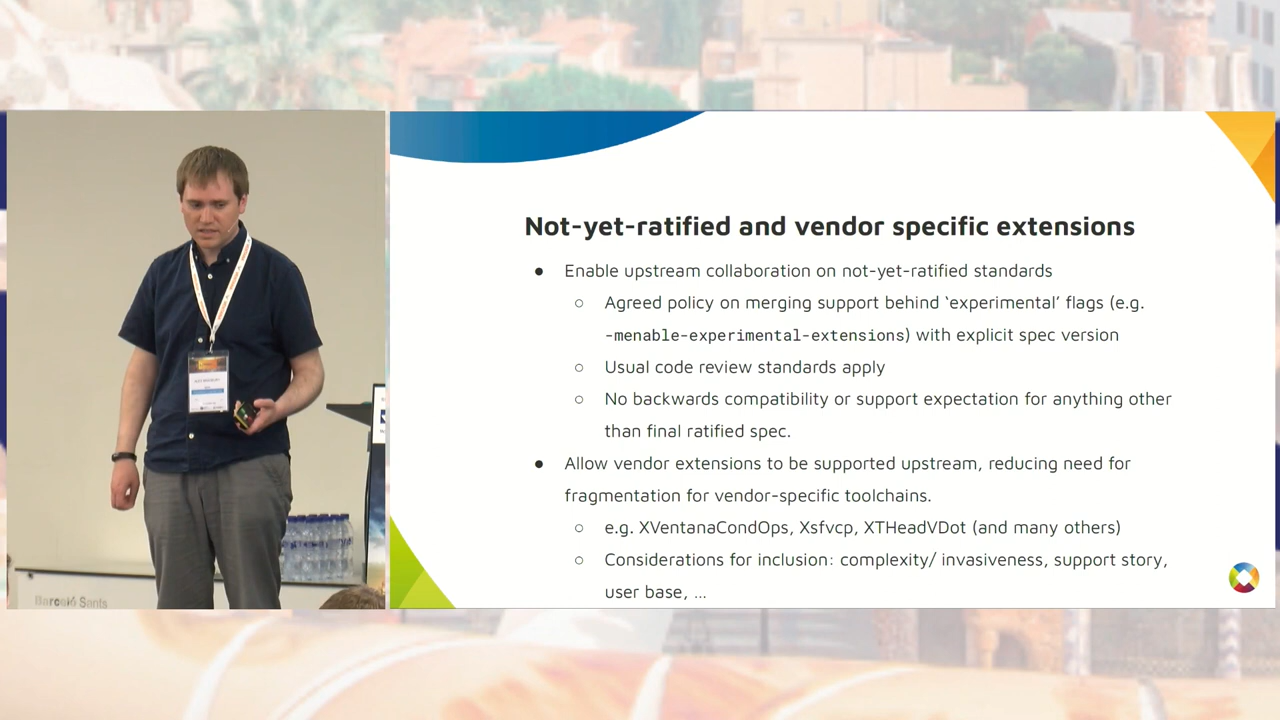 Not-yet-ratified and vendor specific extensions
● Enable upstream collaboration on not-yet-ratified standards
○ Agreed policy on merging support behind ‘experimental’ flags (e.g.
-menable-experimental-extensions) with explicit spec version
○ Usual code review standards apply
○ No backwards compatibility or support expectation for anything other
than final ratified spec.
● Allow vendor extensions to be supported upstream, reducing need for
fragmentation for vendor-specific toolchains.
○ e.g. XVentanaCondOps, Xsfvcp, XTHeadVDot (and many others)
○ Considerations for inclusion: complexity/ invasiveness, support story,
user base, ...
Barceló Sants